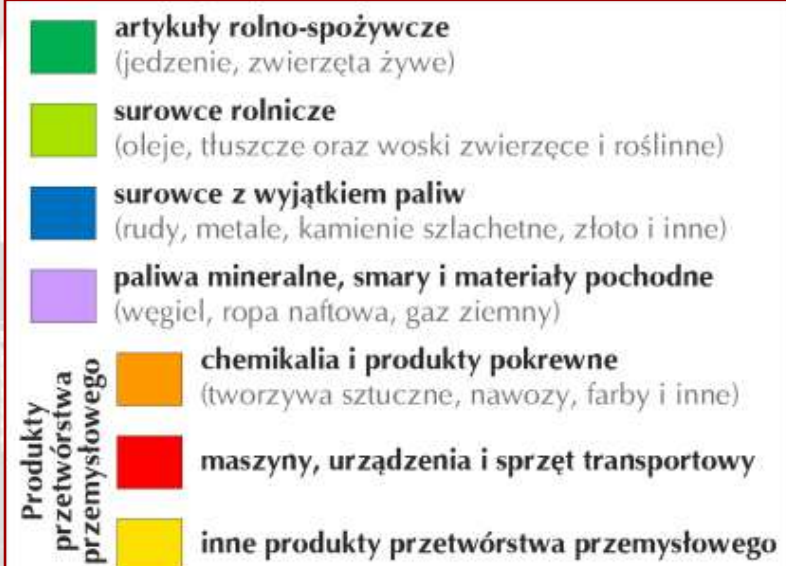 artykuły rolno-spożywcze
(jedzenie, zwierzęta żywe)
surowce rolnicze
(oleje, tłuszcze oraz woski zwierzęce i roślinne)
surowce z wyjątkiem paliw
(rudy, metale, kamienie szlachetne, złoto i inne)
paliwa mineralne, smary i materiały pochodne
(węgiel, ropa naftowa, gaz ziemny)
Produkty
przetwórstwa
przemysłowego
chemikalia i produkty pokrewne
(tworzywa sztuczne, nawozy, farby i inne)
maszyny, urządzenia i sprzęt transportowy
inne produkty przetwórstwa przemysłowego